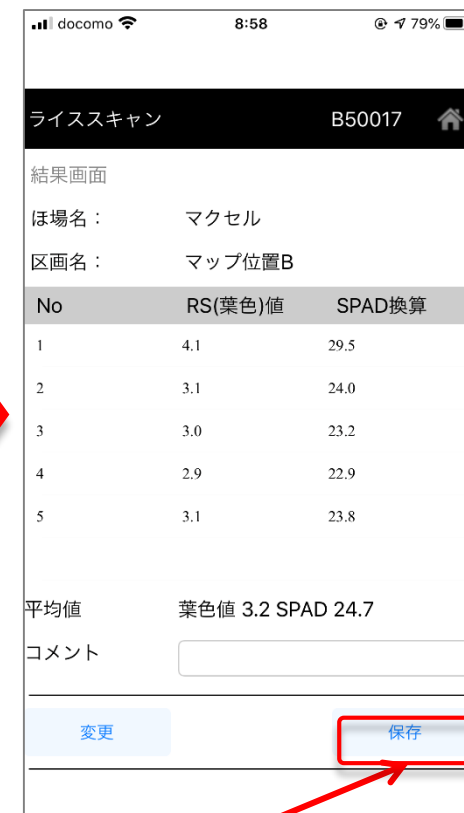 docomo 8:58 79%
ライススキャン B50017
結果画面
ほ場名： マクセル
区画名： マップ位置B
No RS(葉色)値 SPAD換算
1 4.1 29.5
2 3.1 24.0
3 3.0 23.2
4 2.9 22.9
5 3.1 23.8
平均値 葉色値 3.2 SPAD 24.7
コメント
変更 保存